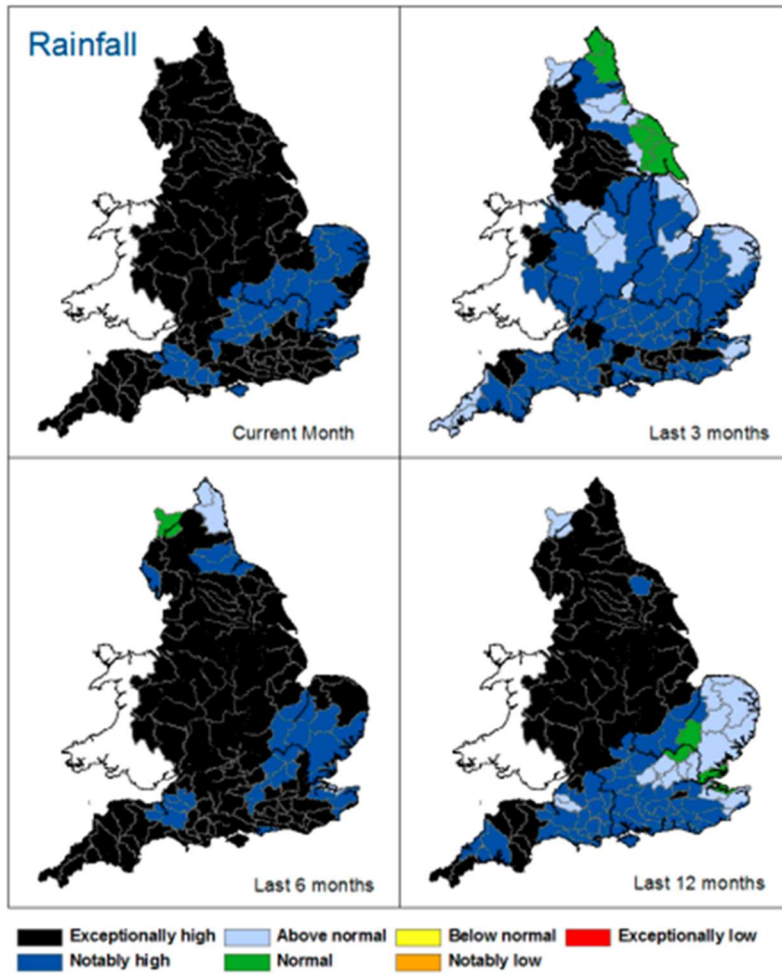 Rainfall
Current Month
Last 3 months
Last 6 months
Last 12 months
Exceptionally high
Above normal
Below normal
Exceptionally low
Notably high
Normal
Notably low